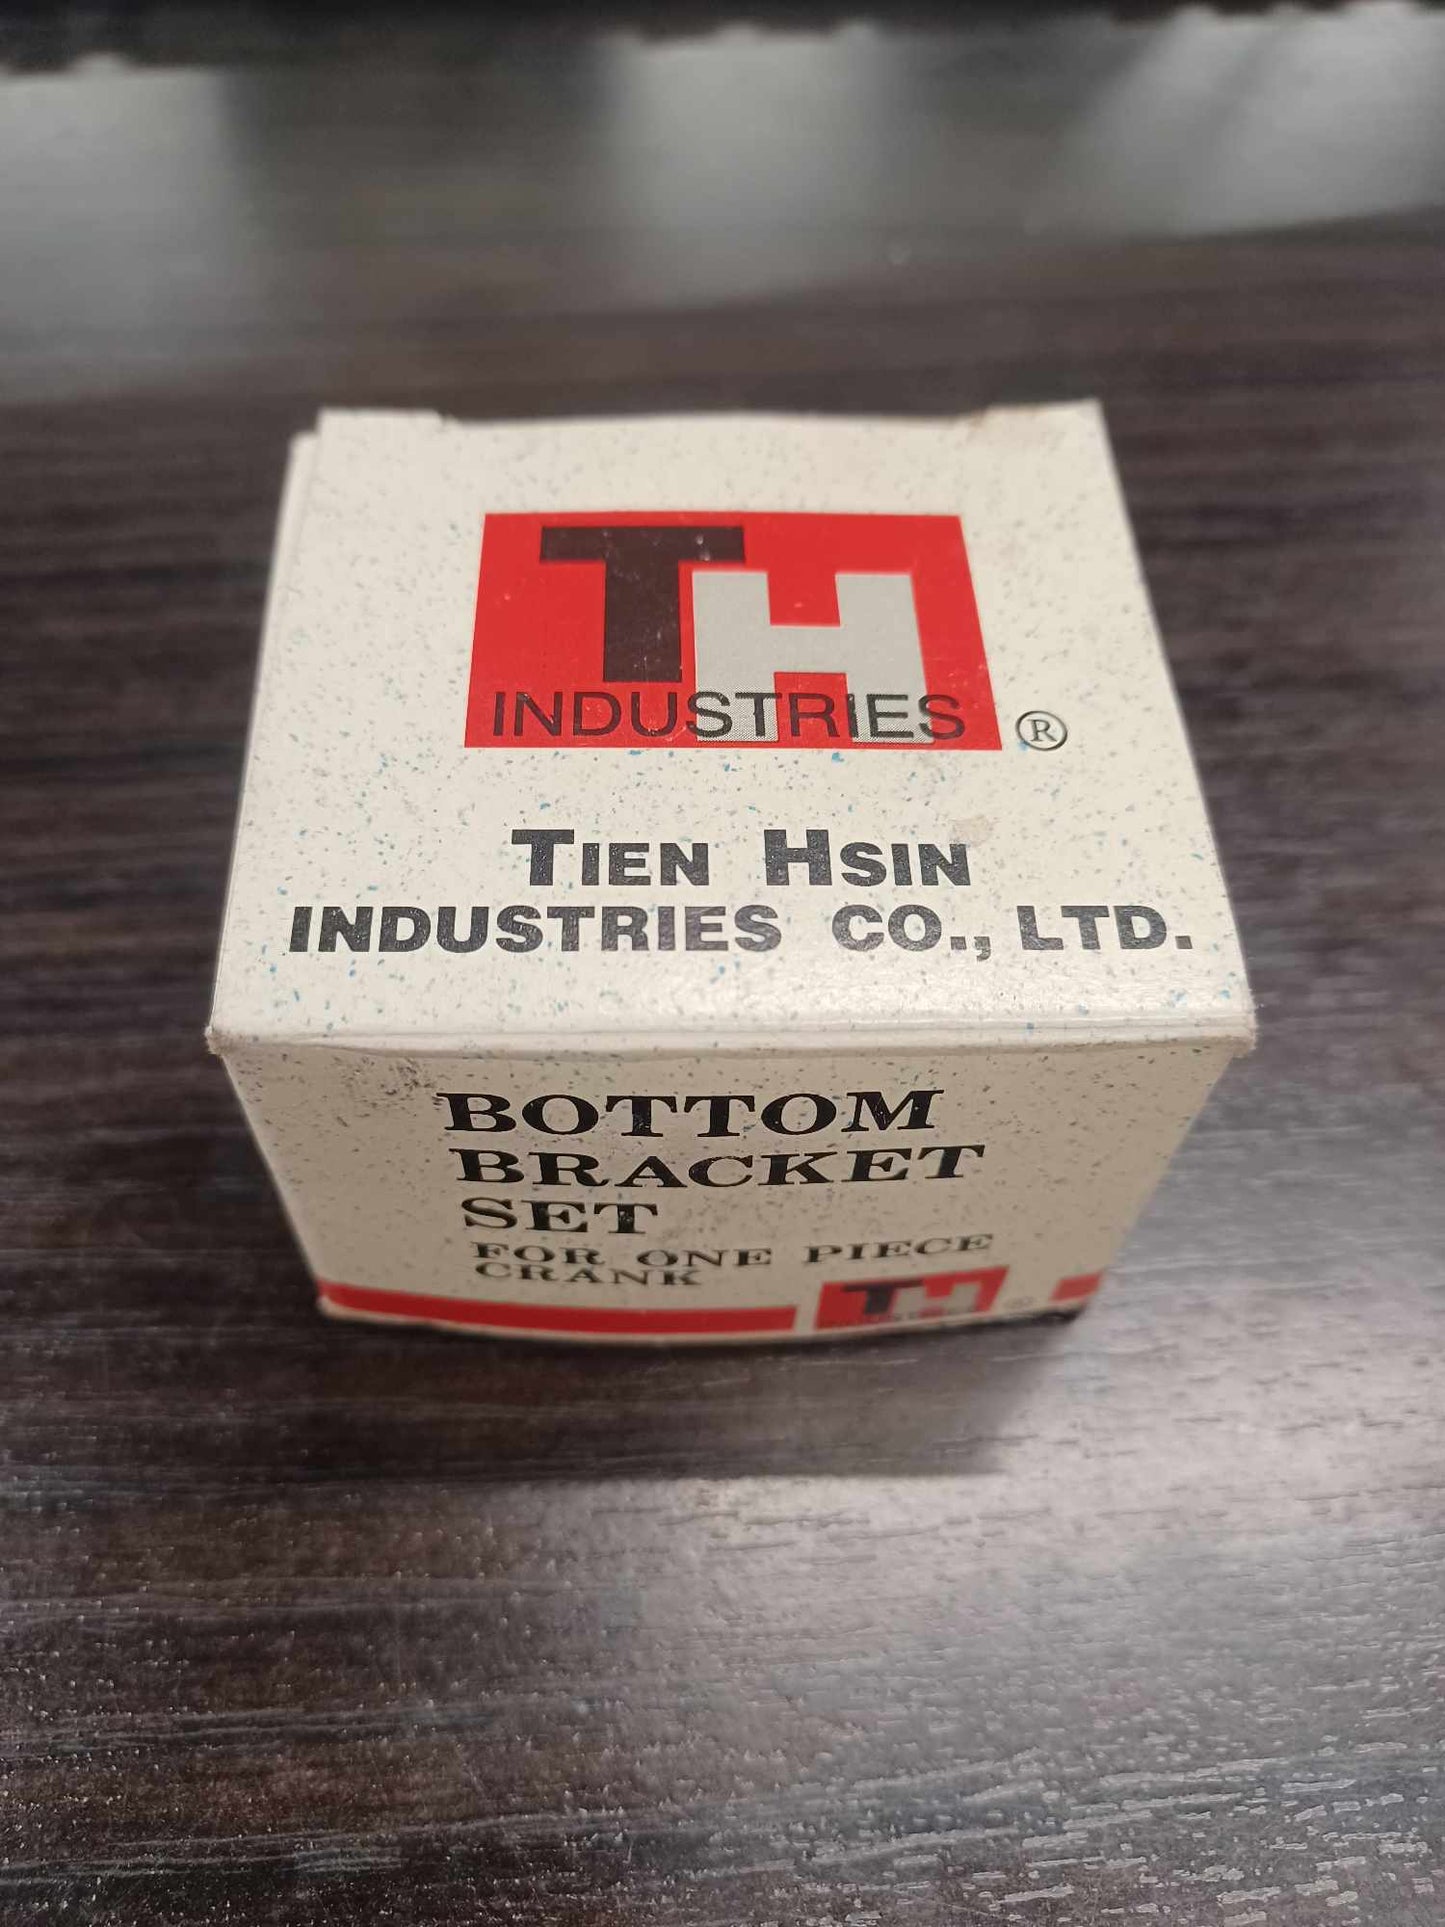 TH
INDUSTRIES ®
TIEN HSIN
INDUSTRIES CO., LTD.
BOTTOM
BRACKET
SET
FOR ONE PIECE
CRANK
TH